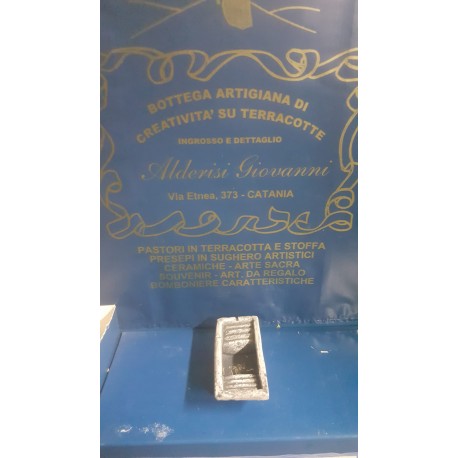 BOTTEGA ARTIGIANA DI
CREATIVITA' SU TERRACOTTE
INGROSSO E DETTAGLIO
Alderisi Giovanni
Via Etnea, 373 - CATANIA
PASTORI IN TERRACOTTA E STOFFA
PRESEPI IN SUGHERO ARTISTICI
CERAMICHE - ARTE SACRA
SOUVENIR - ART. DA REGALO
BONBONIERE CARATTERISTICHE